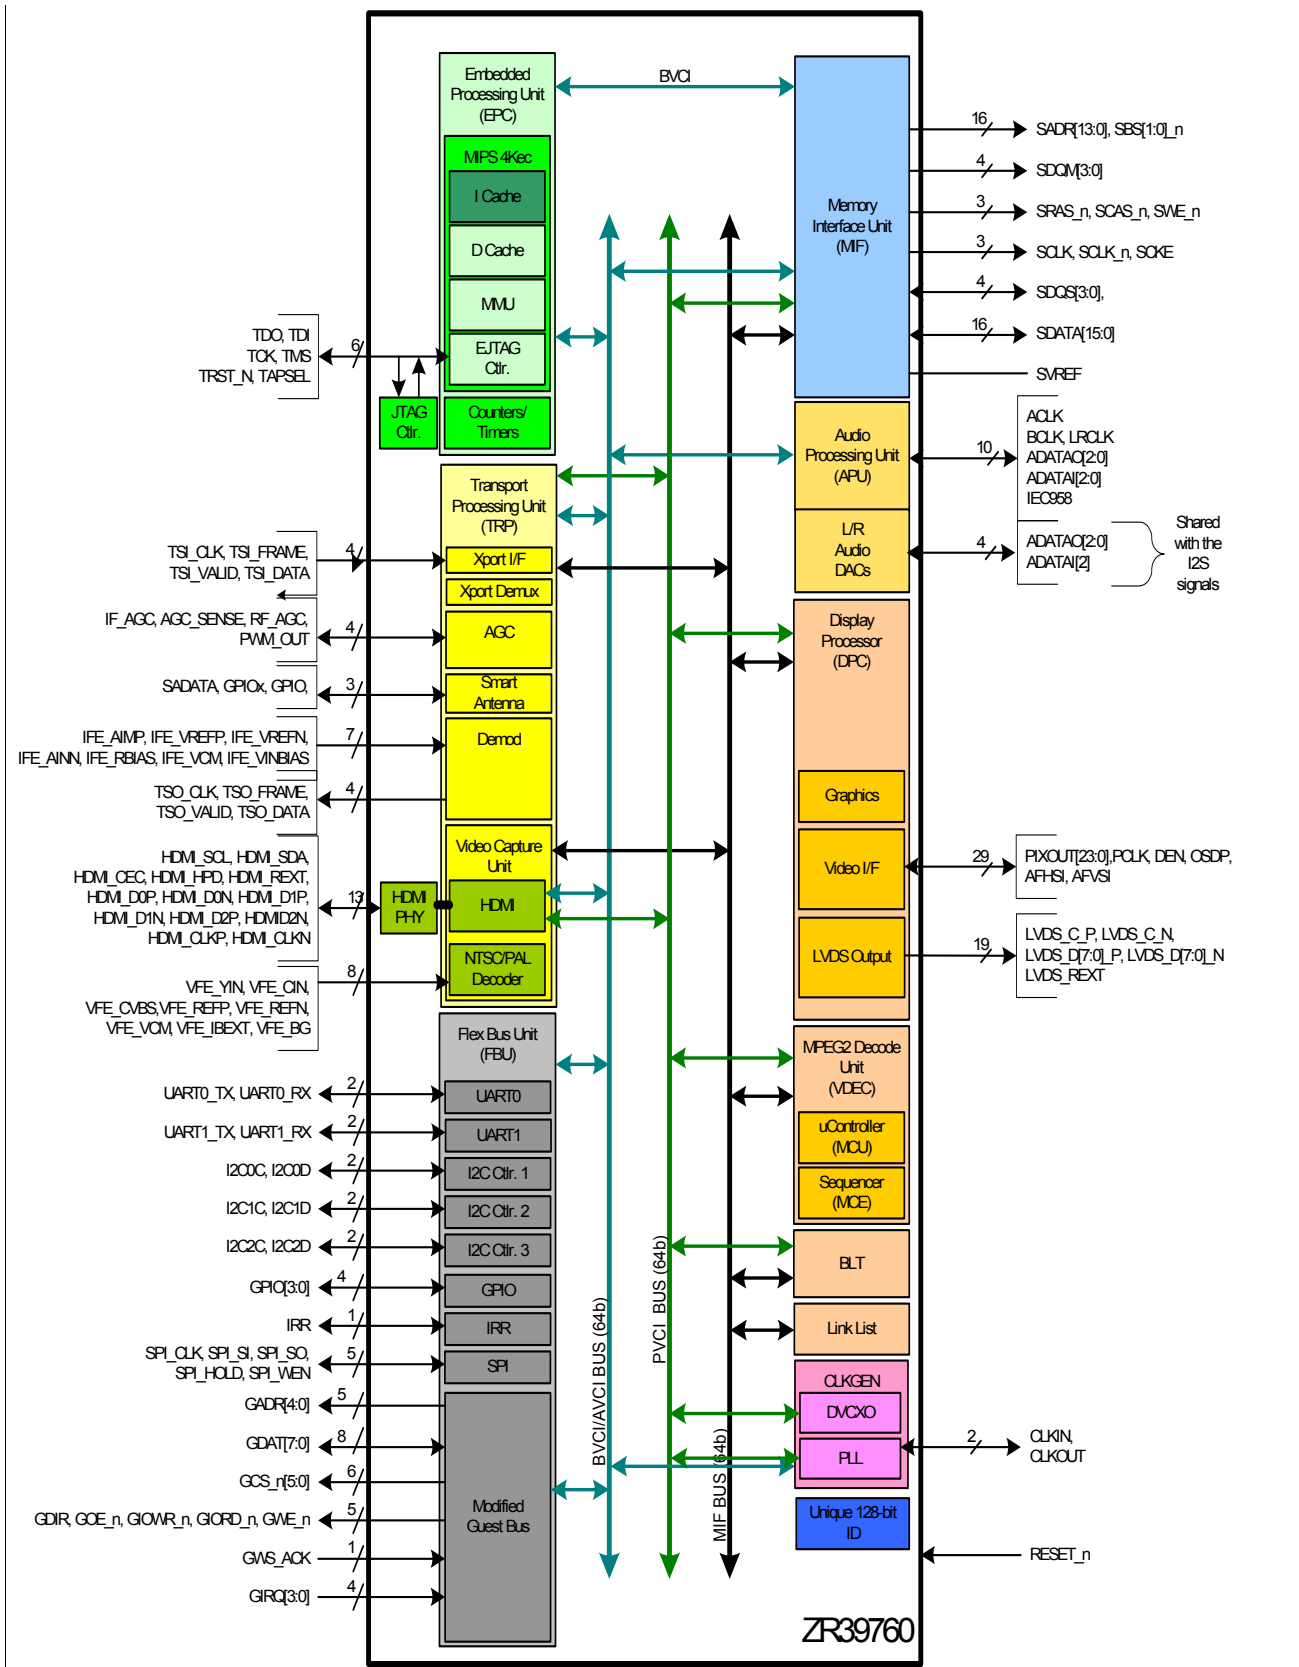 Embedded
Processing Unit
(EPC)
MIPS 4Kec
I Cache
D Cache
MMU
EJTAG
Ctlr.
JTAG
Ctlr.
Counters/
Timers
TDO, TDI
TCK, TMS
TRST_N, TAPSEL
6
BVCI
Memory
Interface Unit
(MIF)
16
SADR[13:0], SBS[1:0]_n
4
SDQM[3:0]
3
SRAS_n, SCAS_n, SWE_n
3
SCLK, SCLK_n, SCKE
4
SDQS[3:0],
16
SDATA[15:0]
SVREF
Audio
Processing Unit
(APU)
10
ACLK
BCLK, LRCLK
ADATAO[2:0]
ADATAI[2:0]
IEC958
L/R
Audio
DACs
4
ADATAO[2:0]
ADATAI[2]
Shared
with the
I2S
signals
Transport
Processing Unit
(TRP)
Xport I/F
Xport Demux
AGC
Smart
Antenna
Demod
Video Capture
Unit
HDMI
PHY
HDMI
NTSC/PAL
Decoder
TSI_CLK, TSI_FRAME,
TSI_VALID, TSI_DATA
4
IF_AGC, AGC_SENSE, RF_AGC,
PWM_OUT
4
SADATA, GPIOx, GPIO,
3
IFE_AIMP, IFE_VREFP, IFE_VREFN,
IFE_AINN, IFE_RBIAS, IFE_VCM, IFE_VINBIAS
7
TSO_CLK, TSO_FRAME,
TSO_VALID, TSO_DATA
4
HDMI_SCL, HDMI_SDA,
HDMI_CEC, HDMI_HPD, HDMI_REXT,
HDMI_D0P, HDMI_D0N, HDMI_D1P,
HDMI_D1N, HDMI_D2P, HDMID2N,
HDMI_CLKP, HDMI_CLKN
13
VFE_YIN, VFE_CIN,
VFE_CVBS,VFE_REFP, VFE_REFN,
VFE_VCM, VFE_IBEXT, VFE_BG
8
Display
Processor
(DPC)
Graphics
Video I/F
LVDS Output
29
PIXOUT[23:0],PCLK, DEN, OSDP,
AFHSI, AFVSI
19
LVDS_C_P, LVDS_C_N,
LVDS_D[7:0]_P, LVDS_D[7:0]_N
LVDS_REXT
Flex Bus Unit
(FBU)
UART0
UART1
I2C Ctlr. 1
I2C Ctlr. 2
I2C Ctlr. 3
GPIO
IRR
SPI
Modified
Guest Bus
UART0_TX, UART0_RX
2
UART1_TX, UART1_RX
2
I2C0C, I2C0D
2
I2C1C, I2C1D
2
I2C2C, I2C2D
2
GPIO[3:0]
4
IRR
1
SPI_CLK, SPI_SI, SPI_SO,
SPI_HOLD, SPI_WEN
5
GADR[4:0]
5
GDAT[7:0]
8
GCS_n[5:0]
6
GDIR, GOE_n, GIOWR_n, GIORD_n, GWE_n
5
GWS_ACK
1
GIRQ[3:0]
4
BVCI/AVCI BUS (64b)
PVCI BUS (64b)
MIF BUS (64b)
MPEG2 Decode
Unit
(VDEC)
uController
(MCU)
Sequencer
(MCE)
BLT
Link List
CLKGEN
DVCXO
PLL
2
CLKIN,
CLKOUT
Unique 128-bit
ID
RESET_n
ZR39760